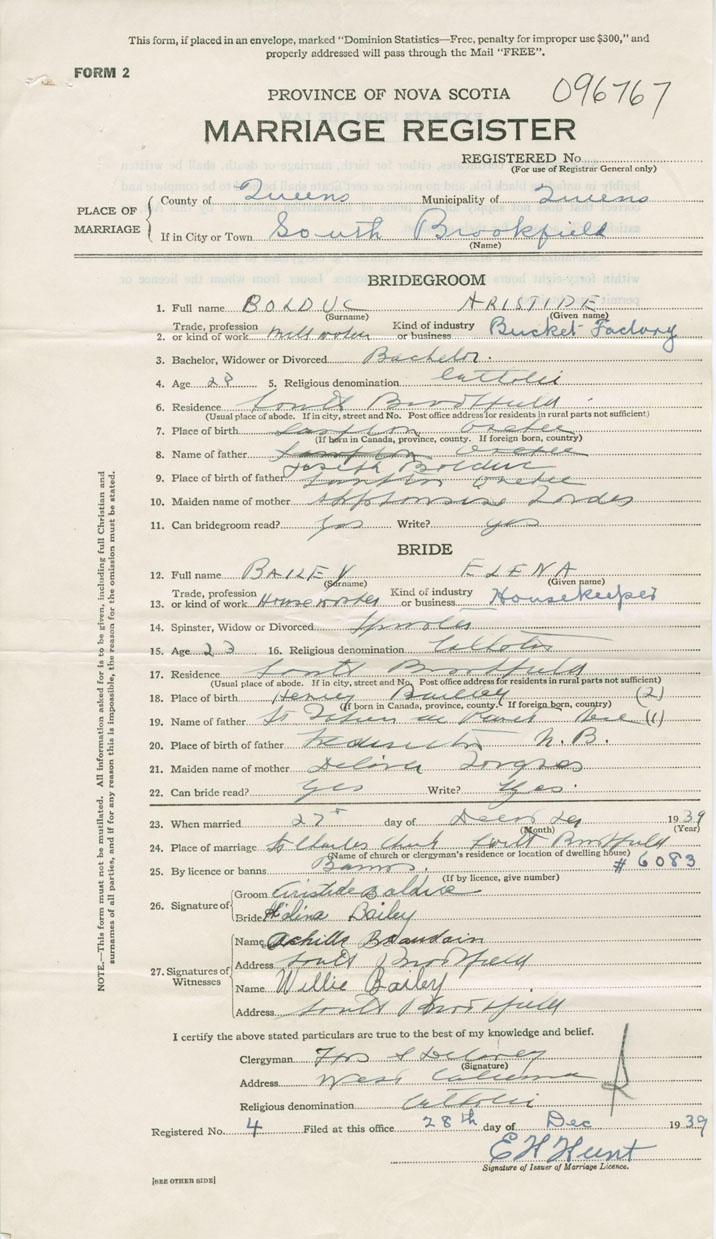 This form, if placed in an envelope, marked "Dominion Statistics—Free, penalty for improper use $300," and
properly addressed will pass through the Mail "FREE".
FORM 2
PROVINCE OF NOVA SCOTIA 096767
MARRIAGE REGISTER
REGISTERED No.
(For use of Registrar General only)
PLACE OF MARRIAGE
County of Queens Municipality of Queens
If in City or Town South Brookfield
(Name)
BRIDEGROOM
1. Full name BOLDUC ARISTIDE
(Surname) (Given name)
2. Trade, profession or kind of work Millworker Kind of industry or business Bucket Factory
3. Bachelor, Widower or Divorced Bachelor.
4. Age 28 5. Religious denomination Catholic
6. Residence South Brookfield
(Usual place of abode. If in city, street and No. Post office address for residents in rural parts not sufficient)
7. Place of birth Quebec
(If born in Canada, province, county. If foreign born, country)
8. Name of father Joseph Bolduc
9. Place of birth of father Quebec
10. Maiden name of mother
11. Can bridegroom read? Yes Write? yes
BRIDE
12. Full name BAILEY ELENA
(Surname) (Given name)
13. Trade, profession or kind of work Houseworker Kind of industry or business Housekeeper
14. Spinster, Widow or Divorced
15. Age 23 16. Religious denomination Catholic
17. Residence South Brookfield
(Usual place of abode. If in city, street and No. Post office address for residents in rural parts not sufficient)
18. Place of birth Henry Bailey (2)
(If born in Canada, province, county. If foreign born, country)
19. Name of father St (1)
20. Place of birth of father N.B.
21. Maiden name of mother
22. Can bride read? Yes Write? Yes.
23. When married 27 day of 1939
(Month) (Year)
24. Place of marriage St Charles South Brookfield
(Name of church or clergyman's residence or location of dwelling house)
25. By licence or banns Banns. # 6083
(If by licence, give number)
26. Signature of
Groom Aristide Bolduc
Bride Bailey
27. Signatures of Witnesses
Name Achille Beaudoin
Address South Brookfield
Name Willie Bailey
Address South Brookfield
I certify the above stated particulars are true to the best of my knowledge and belief.
Clergyman
(Signature)
Address West Caledonia
Religious denomination Catholic
Registered No. 4 Filed at this office 28th day of Dec 1939
E H Hunt
Signature of Issuer of Marriage Licence.
[SEE OTHER SIDE]
NOTE.—This form must not be mutilated. All information asked for is to be given, including full Christian and
surnames of all parties, and if for any reason this is impossible, the reason for the omission must be stated.